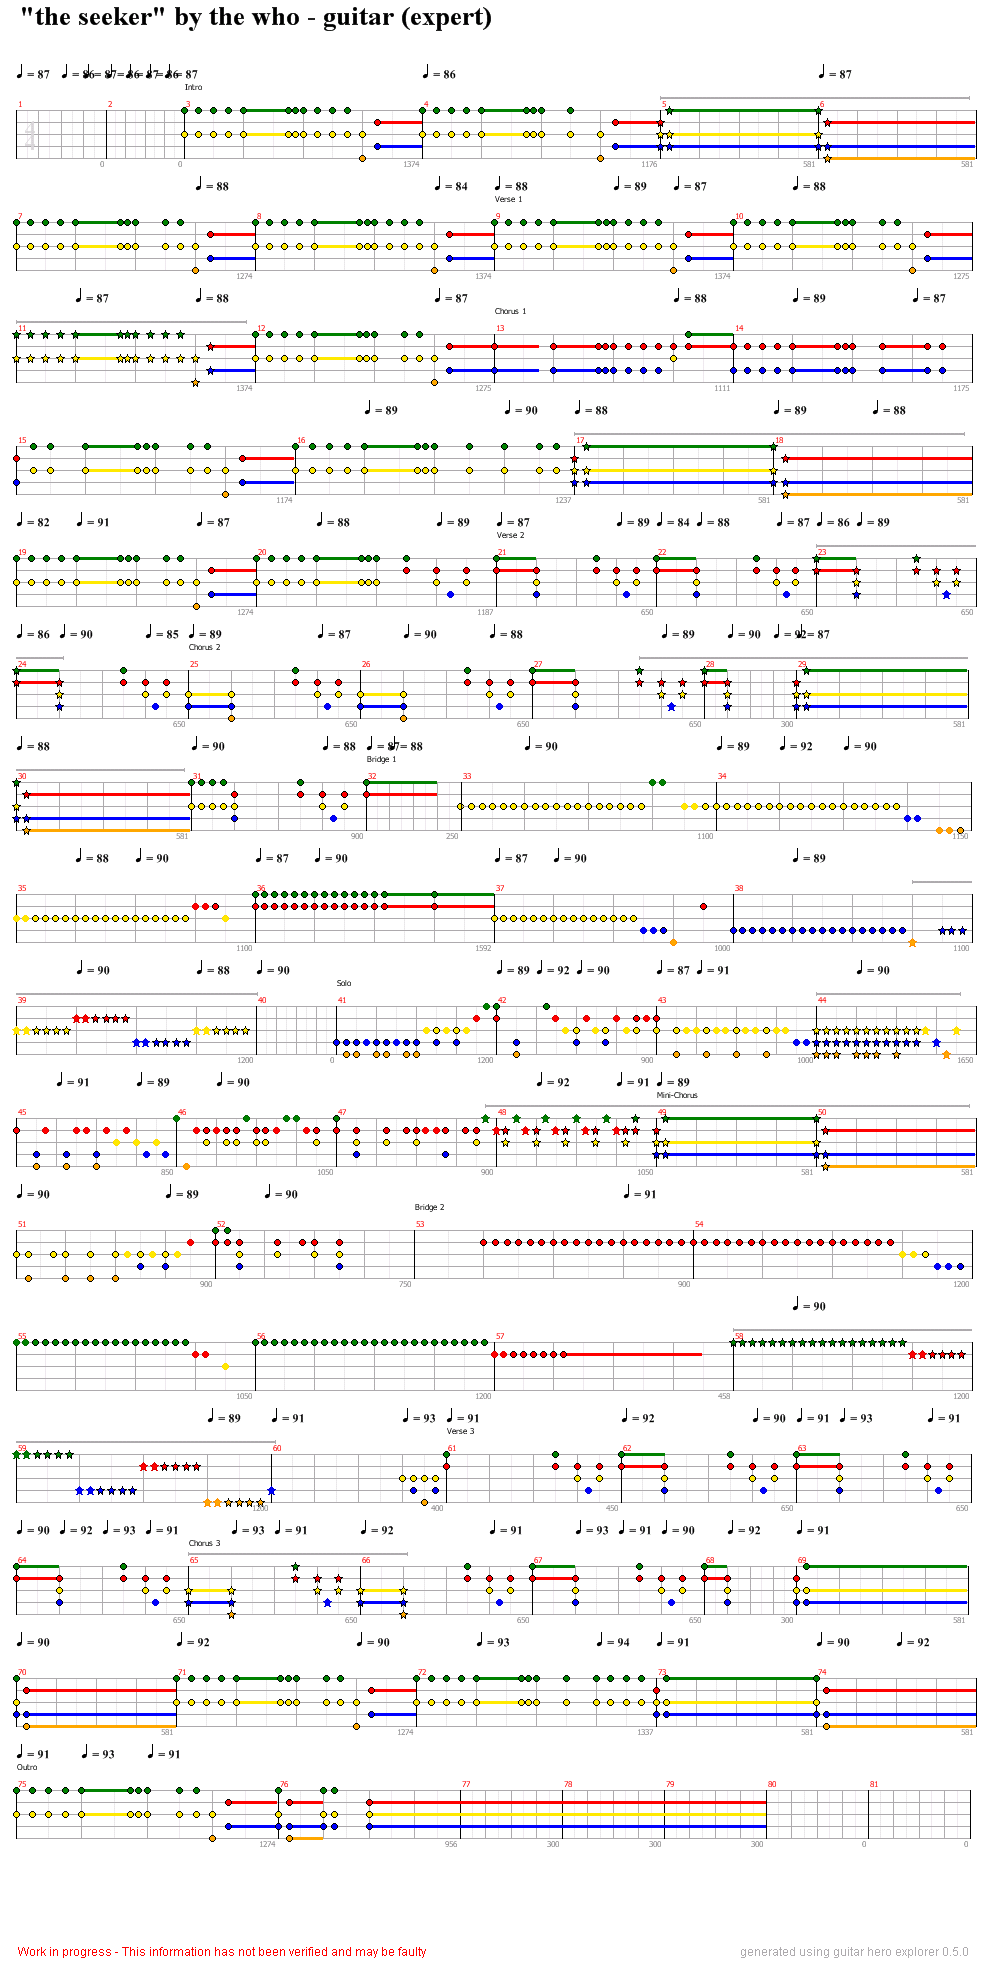 "the seeker" by the who - guitar (expert)
= 87 = 86 = 87 = 86 = 87 = 86 = 87 = 86 = 87
Intro
1 2 3 4 5 6
0 0 1374 1176 581 581
= 88 = 84 = 88 = 89 = 87 = 88
Verse 1
7 8 9 10
1274 1374 1374 1275
= 87 = 88 = 87 = 88 = 89 = 87
Chorus 1
11 12 13 14
1374 1275 1111 1175
= 89 = 90 = 88 = 89 = 88
15 16 17 18
1174 1237 581 581
= 82 = 91 = 87 = 88 = 89 = 87 = 89 = 84 = 88 = 87 = 86 = 89
Verse 2
19 20 21 22 23
1274 1187 650 650 650
= 86 = 90 = 85 = 89 = 87 = 90 = 88 = 89 = 90 = 92 = 87
Chorus 2
24 25 26 27 28 29
650 650 650 650 300 581
= 88 = 90 = 88 = 87 = 88 = 90 = 89 = 92 = 90
Bridge 1
30 31 32 33 34
581 900 250 1100 1150
= 88 = 90 = 87 = 90 = 87 = 90 = 89
35 36 37 38
1100 1592 1000 1100
= 90 = 88 = 90 = 89 = 92 = 90 = 87 = 91 = 90
Solo
39 40 41 42 43 44
1200 0 1200 900 1000 1650
= 91 = 89 = 90 = 92 = 91 = 89
Mini-Chorus
45 46 47 48 49 50
850 1050 900 1050 581 581
= 90 = 89 = 90 = 91
Bridge 2
51 52 53 54
900 750 900 1200
= 90
55 56 57 58
1050 1200 458 1200
= 89 = 91 = 93 = 91 = 92 = 90 = 91 = 93 = 91
Verse 3
59 60 61 62 63
1200 400 450 650 650
= 90 = 92 = 93 = 91 = 93 = 91 = 92 = 91 = 93 = 91 = 90 = 92 = 91
Chorus 3
64 65 66 67 68 69
650 650 650 650 300 581
= 90 = 92 = 90 = 93 = 94 = 91 = 90 = 92
70 71 72 73 74
581 1274 1337 581 581
= 91 = 93 = 91
Outro
75 76 77 78 79 80 81
1274 956 300 300 300 0 0
Work in progress - This information has not been verified and may be faulty
generated using guitar hero explorer 0.5.0